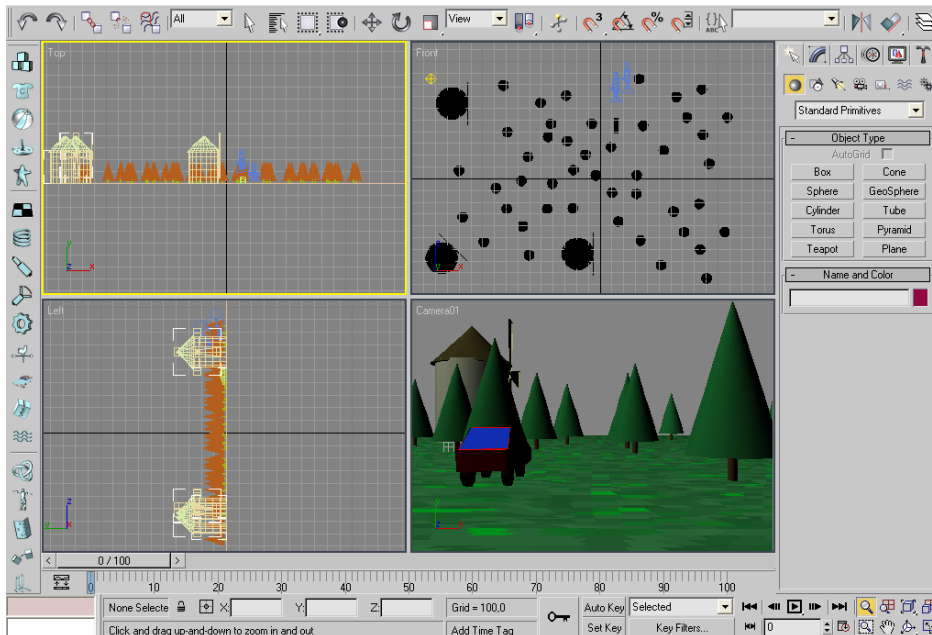 All
View
3
ABC
Top
Front
Standard Primitives
- Object Type
AutoGrid
Box Cone
Sphere GeoSphere
Cylinder Tube
Torus Pyramid
Teapot Plane
- Name and Color
y
z x
Left
Camera01
z
y x
0 / 100
0 10 20 30 40 50 60 70 80 90 100
None Selecte X: Y: Z: Grid = 100,0 Auto Key Selected
Click and drag up-and-down to zoom in and out Add Time Tag Set Key Key Filters... 0